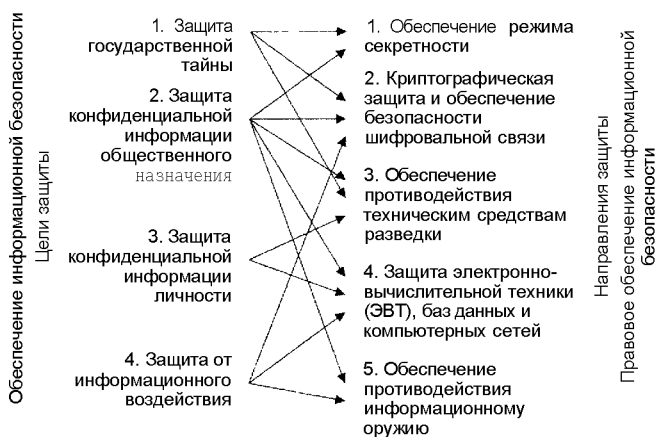 Обеспечение информационной безопасности
Цели защиты
1. Защита
государственной
тайны
2. Защита
конфиденциальной
информации
общественного
назначения
3. Защита
конфиденциальной
информации
личности
4. Защита от
информационного
воздействия
1. Обеспечение режима
секретности
2. Криптографическая
защита и обеспечение
безопасности
шифровальной связи
3. Обеспечение
противодействия
техническим средствам
разведки
4. Защита электронно-
вычислительной техники
(ЭВТ), баз данных и
компьютерных сетей
5. Обеспечение
противодействия
информационному
оружию
Направления защиты
Правовое обеспечение информационной
безопасности